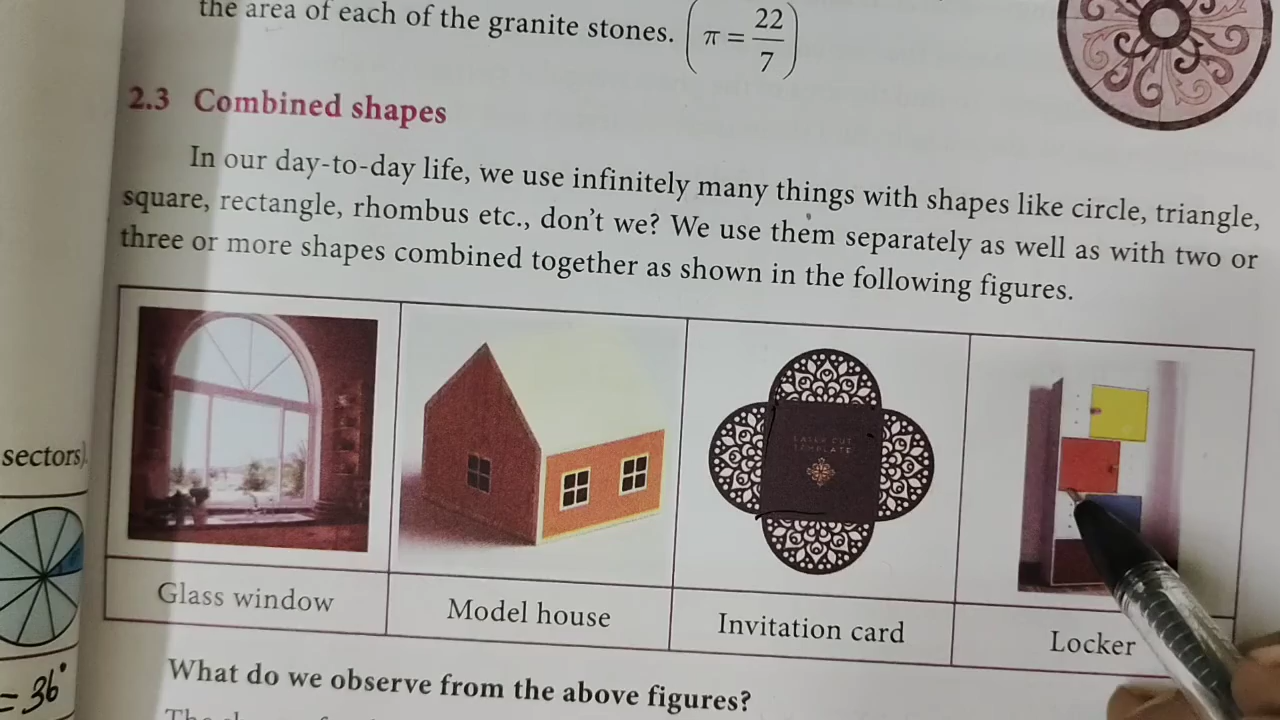 the area of each of the granite stones. (π = 22/7)
2.3 Combined shapes
In our day-to-day life, we use infinitely many things with shapes like circle, triangle,
square, rectangle, rhombus etc., don't we? We use them separately as well as with two or
three or more shapes combined together as shown in the following figures.
sectors).
LASER CUT
TEMPLATE
Glass window
Model house
Invitation card
Locker
= 36°
What do we observe from the above figures?